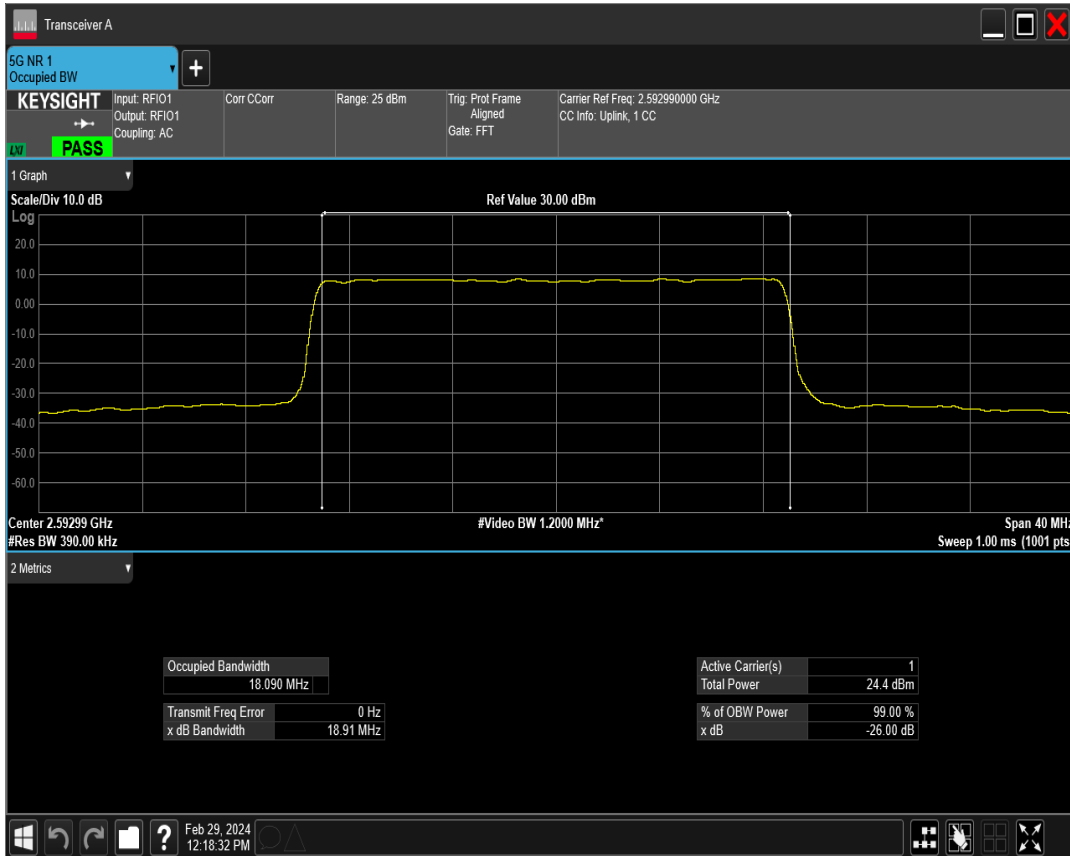 Transceiver A
5G NR 1
Occupied BW
KEYSIGHT
LXI
PASS
Input: RFIO1
Output: RFIO1
Coupling: AC
Corr CCorr
Range: 25 dBm
Trig: Prot Frame
Aligned
Gate: FFT
Carrier Ref Freq: 2.592990000 GHz
CC Info: Uplink, 1 CC
1 Graph
Scale/Div 10.0 dB
Ref Value 30.00 dBm
Log
20.0
10.0
0.00
-10.0
-20.0
-30.0
-40.0
-50.0
-60.0
Center 2.59299 GHz
#Video BW 1.2000 MHz*
Span 40 MHz
#Res BW 390.00 kHz
Sweep 1.00 ms (1001 pts
2 Metrics
Occupied Bandwidth
18.090 MHz
Transmit Freq Error 0 Hz
x dB Bandwidth 18.91 MHz
Active Carrier(s) 1
Total Power 24.4 dBm
% of OBW Power 99.00 %
x dB -26.00 dB
?
Feb 29, 2024
12:18:32 PM